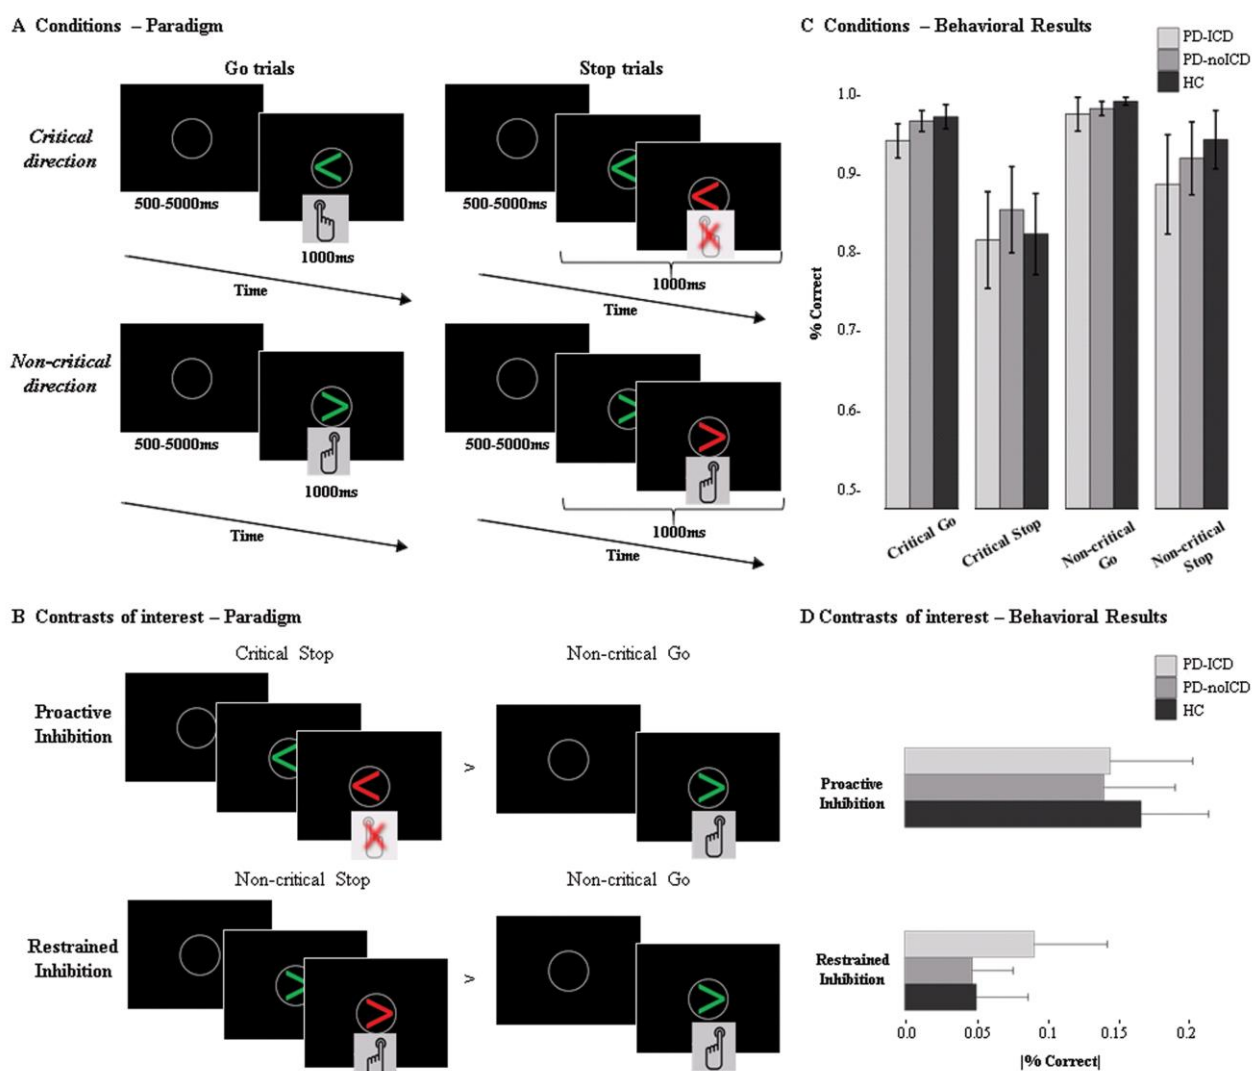 A Conditions – Paradigm
Go trials
Stop trials
Critical
direction
500-5000ms
1000ms
Time
500-5000ms
1000ms
Time
Non-critical
direction
500-5000ms
1000ms
Time
500-5000ms
1000ms
Time
B Contrasts of interest – Paradigm
Critical Stop
Non-critical Go
Proactive
Inhibition
>
Non-critical Stop
Non-critical Go
Restrained
Inhibition
>
C Conditions – Behavioral Results
PD-ICD
PD-noICD
HC
% Correct
1.0-
0.9-
0.8-
0.7-
0.6-
0.5-
Critical Go
Critical Stop
Non-critical
Go
Non-critical
Stop
D Contrasts of interest – Behavioral Results
PD-ICD
PD-noICD
HC
Proactive
Inhibition
Restrained
Inhibition
0.0 0.05 0.1 0.15 0.2
|% Correct|